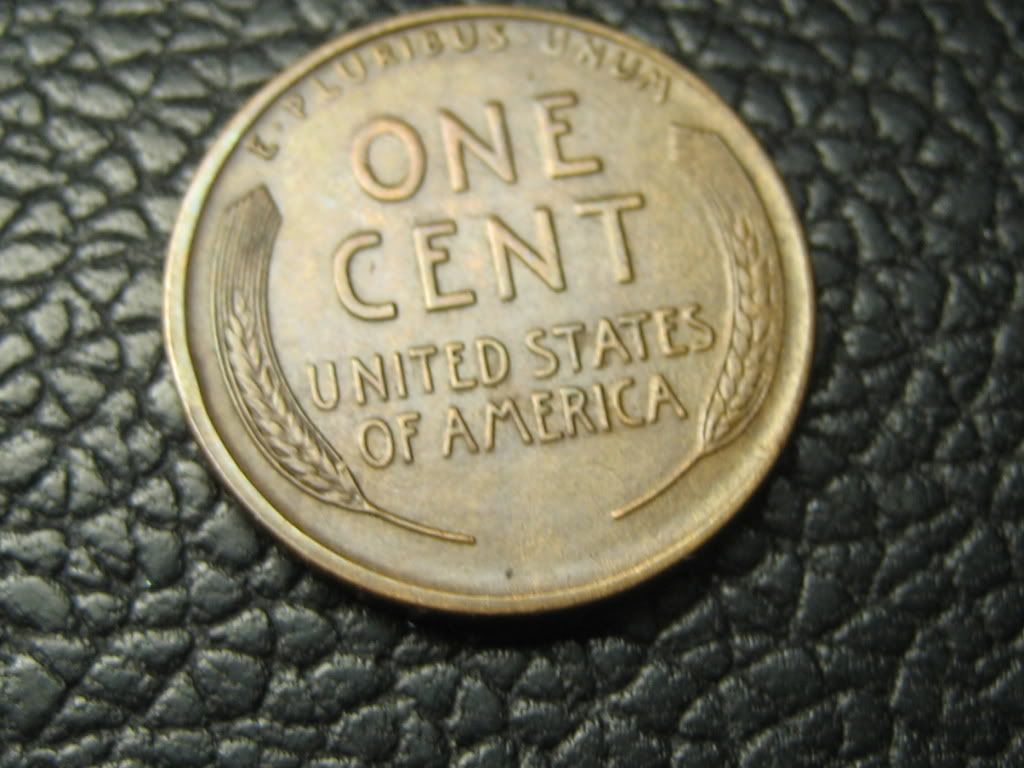 E·PLURIBUS·UNUM
ONE
CENT
UNITED STATES
OF AMERICA